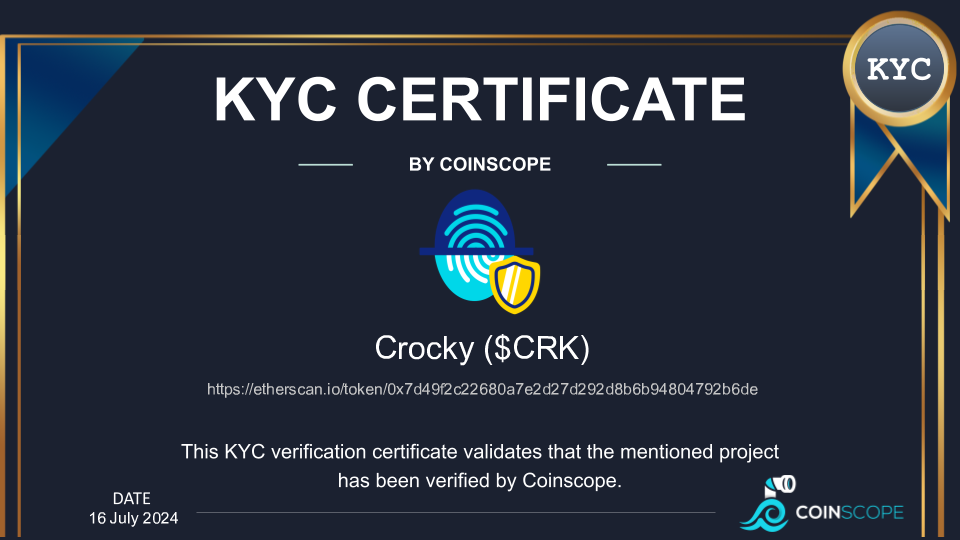 KYC
KYC CERTIFICATE
BY COINSCOPE
Crocky ($CRK)
https://etherscan.io/token/0x7d49f2c22680a7e2d27d292d8b6b94804792b6de
This KYC verification certificate validates that the mentioned project
has been verified by Coinscope.
DATE
16 July 2024
COINSCOPE